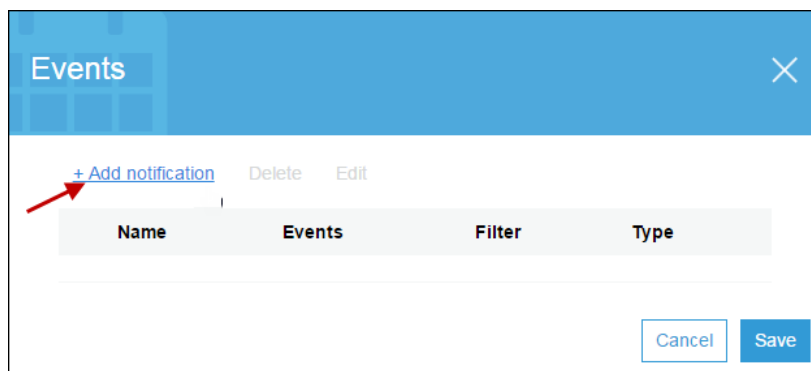 Events
+ Add notification Delete Edit
Name Events Filter Type
Cancel Save